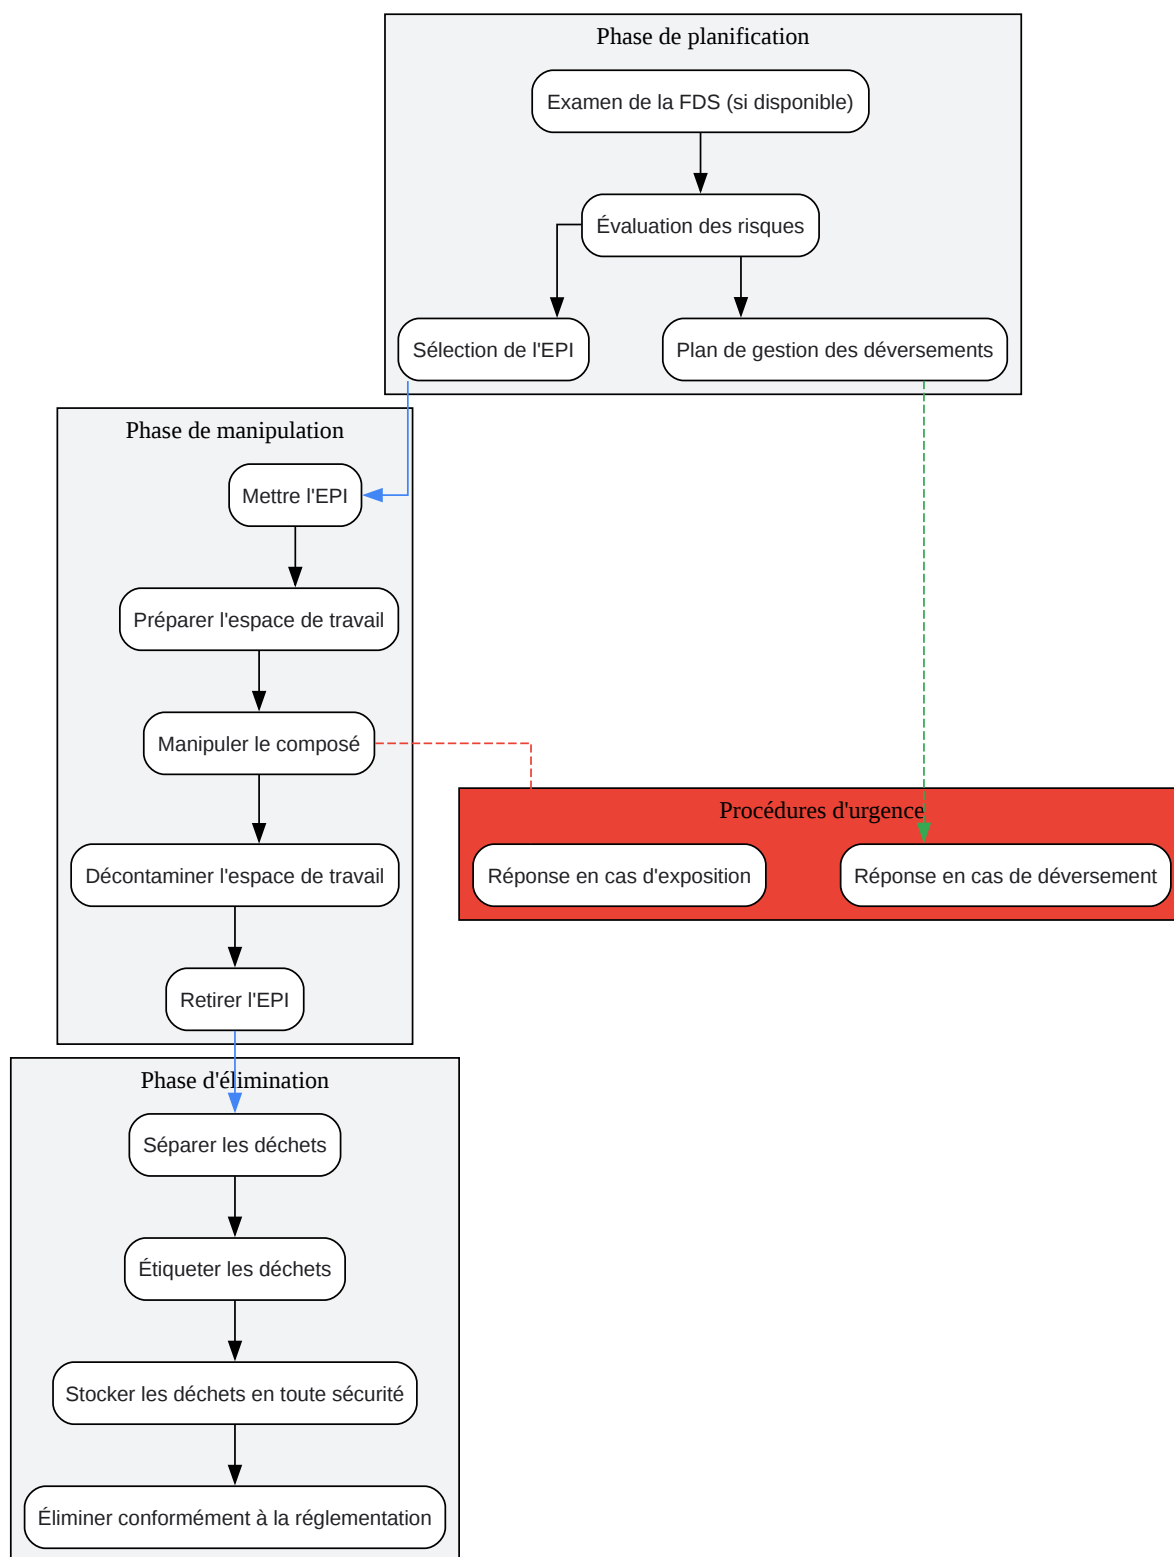 Phase de planification
Examen de la FDS (si disponible)
Évaluation des risques
Sélection de l'EPI
Plan de gestion des déversements
Phase de manipulation
Mettre l'EPI
Préparer l'espace de travail
Manipuler le composé
Procédures d'urgence
Réponse en cas d'exposition
Réponse en cas de déversement
Décontaminer l'espace de travail
Retirer l'EPI
Phase d'élimination
Séparer les déchets
Étiqueter les déchets
Stocker les déchets en toute sécurité
Éliminer conformément à la réglementation